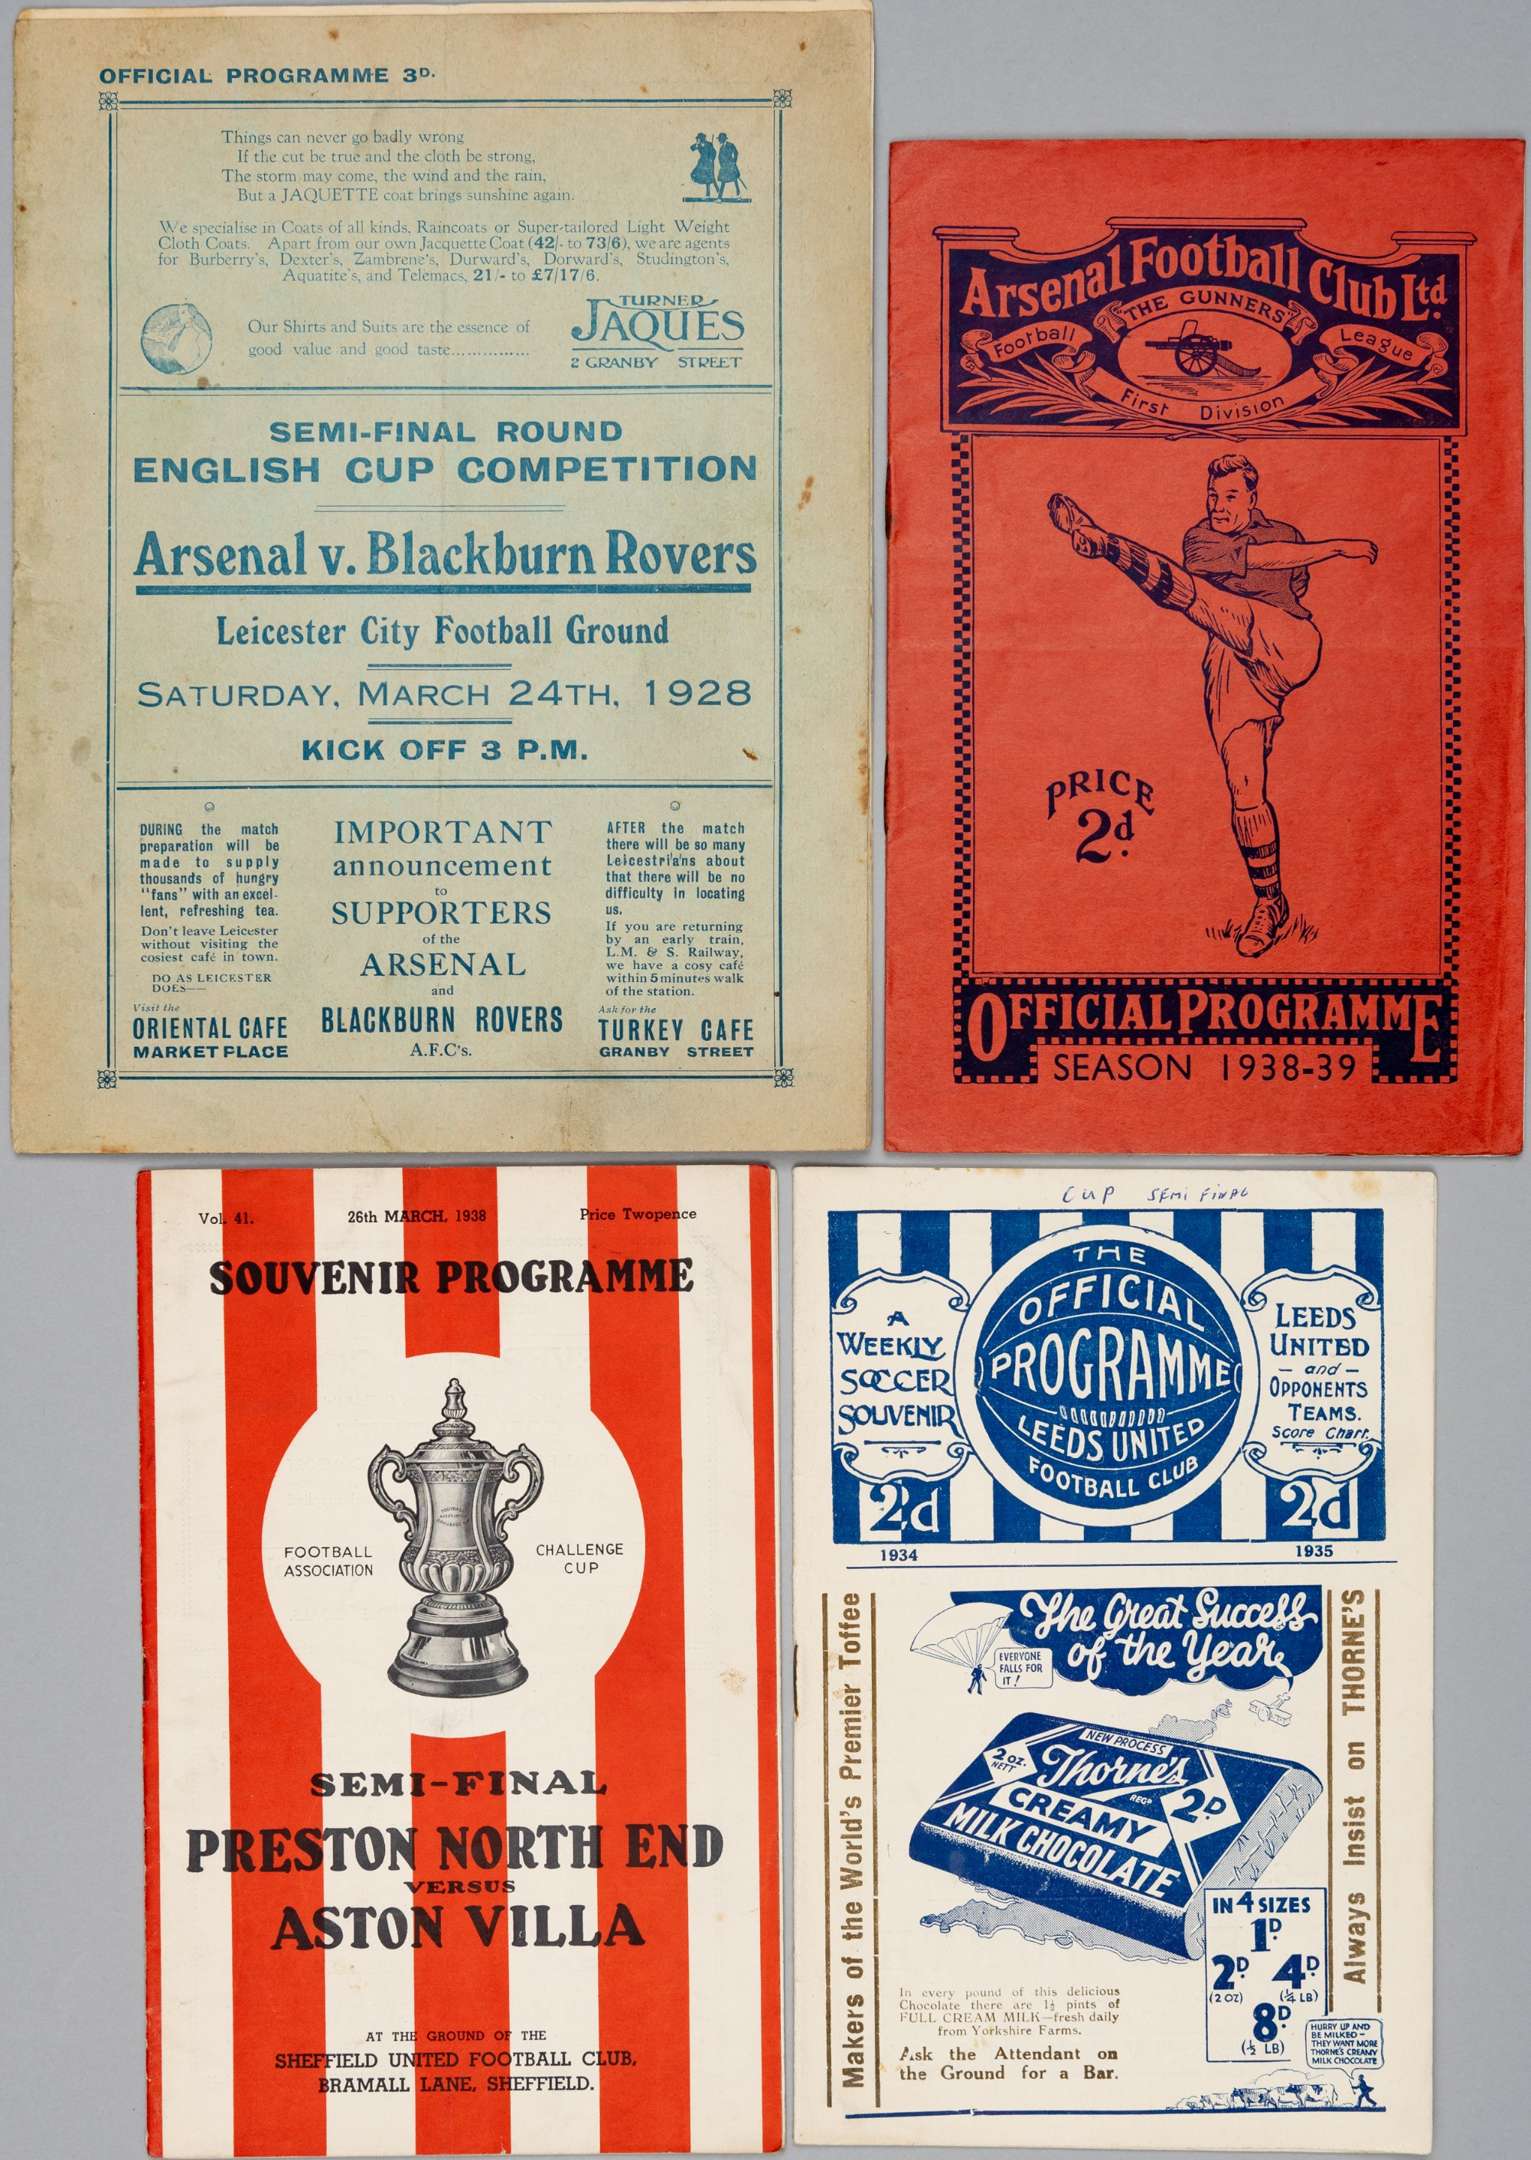 OFFICIAL PROGRAMME 3D.
Things can never go badly wrong
If the cut be true and the cloth be strong,
The storm may come, the wind and the rain,
But a JAQUETTE coat brings sunshine again.
We specialise in Coats of all kinds, Raincoats or Super-tailored Light Weight
Cloth Coats. Apart from our own Jacquette Coat (42/- to 73/6), we are agents
for Burberry's, Dexter's, Zambrene's, Durward's, Dorward's, Studington's,
Aquatite's, and Telemacs, 21/- to £7/17/6.
Our Shirts and Suits are the essence of
good value and good taste...............
TURNER
JAQUES
2 GRANBY STREET
SEMI-FINAL ROUND
ENGLISH CUP COMPETITION
Arsenal v. Blackburn Rovers
Leicester City Football Ground
SATURDAY, MARCH 24TH, 1928
KICK OFF 3 P.M.
DURING the match
preparation will be
made to supply
thousands of hungry
"fans" with an excel-
lent, refreshing tea.
Don't leave Leicester
without visiting the
cosiest café in town.
DO AS LEICESTER
DOES—
Visit the
ORIENTAL CAFE
MARKET PLACE
IMPORTANT
announcement
to
SUPPORTERS
of the
ARSENAL
and
BLACKBURN ROVERS
A.F.C's.
AFTER the match
there will be so many
Leicestrians about
that there will be no
difficulty in locating
us.
If you are returning
by an early train,
L.M. & S. Railway,
we have a cosy café
within 5 minutes walk
of the station.
Ask for the
TURKEY CAFE
GRANBY STREET
Arsenal Football Club Ltd.
"THE GUNNERS"
Football
League
First Division
PRICE
2d.
OFFICIAL PROGRAMME
SEASON 1938-39
Vol. 41.
26th MARCH, 1938
Price Twopence
SOUVENIR PROGRAMME
FOOTBALL
ASSOCIATION
CHALLENGE
CUP
SEMI-FINAL
PRESTON NORTH END
VERSUS
ASTON VILLA
AT THE GROUND OF THE
SHEFFIELD UNITED FOOTBALL CLUB,
BRAMALL LANE, SHEFFIELD.
CUP SEMI FINAL
A
WEEKLY
SOCCER
SOUVENIR
2d
1934
THE
OFFICIAL
PROGRAMME
LEEDS UNITED
FOOTBALL CLUB
LEEDS
UNITED
— and —
OPPONENTS
TEAMS.
Score Chart.
2d
1935
Makers of the World's Premier Toffee
The Great Success
of the Year
EVERYONE
FALLS FOR
IT!
NEW PROCESS
2 OZ.
NETT
Thorne's
REGD
2D
CREAMY
MILK CHOCOLATE
IN 4 SIZES
1D.
2D. 4D.
(2 OZ) (¼ LB)
8D.
(½ LB)
In every pound of this delicious
Chocolate there are 1½ pints of
FULL CREAM MILK—fresh daily
from Yorkshire Farms.
Ask the Attendant on
the Ground for a Bar.
HURRY UP AND
BE MILKED —
THEY WANT MORE
THORNE'S CREAMY
MILK CHOCOLATE
Always Insist on THORNE'S